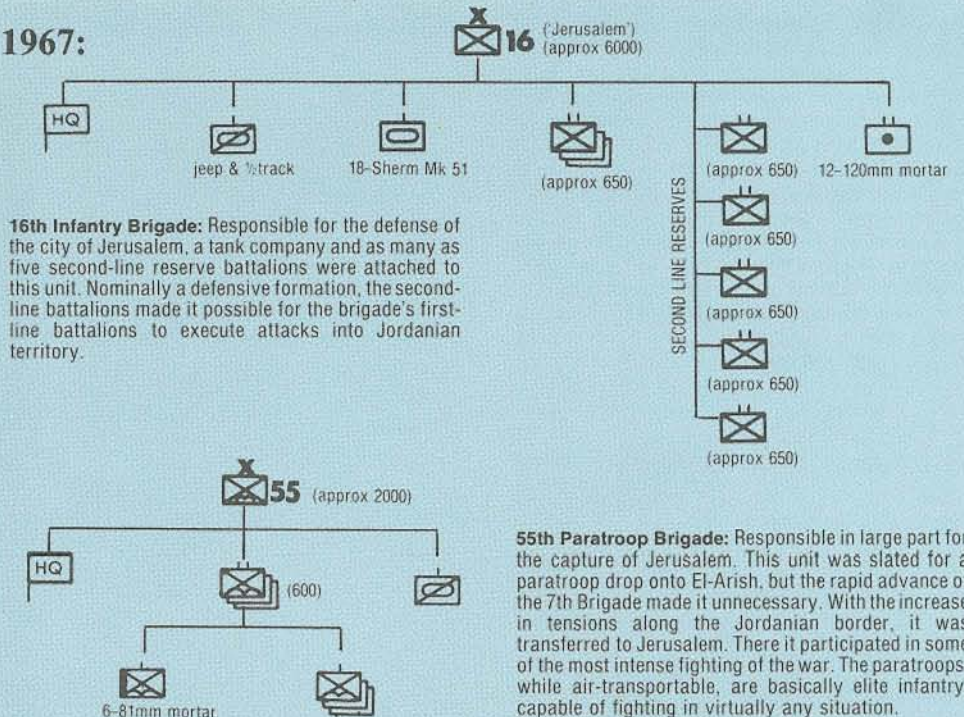 1967:
16 ('Jerusalem')
(approx 6000)
HQ
jeep & ½ track
18-Sherm Mk 51
(approx 650)
SECOND LINE RESERVES
(approx 650)
(approx 650)
(approx 650)
(approx 650)
(approx 650)
12-120mm mortar
16th Infantry Brigade: Responsible for the defense of
the city of Jerusalem, a tank company and as many as
five second-line reserve battalions were attached to
this unit. Nominally a defensive formation, the second-
line battalions made it possible for the brigade's first-
line battalions to execute attacks into Jordanian
territory.
55 (approx 2000)
HQ
(600)
6-81mm mortar
55th Paratroop Brigade: Responsible in large part for
the capture of Jerusalem. This unit was slated for a
paratroop drop onto El-Arish, but the rapid advance o
the 7th Brigade made it unnecessary. With the increase
in tensions along the Jordanian border, it was
transferred to Jerusalem. There it participated in some
of the most intense fighting of the war. The paratroops
while air-transportable, are basically elite infantry
capable of fighting in virtually any situation.